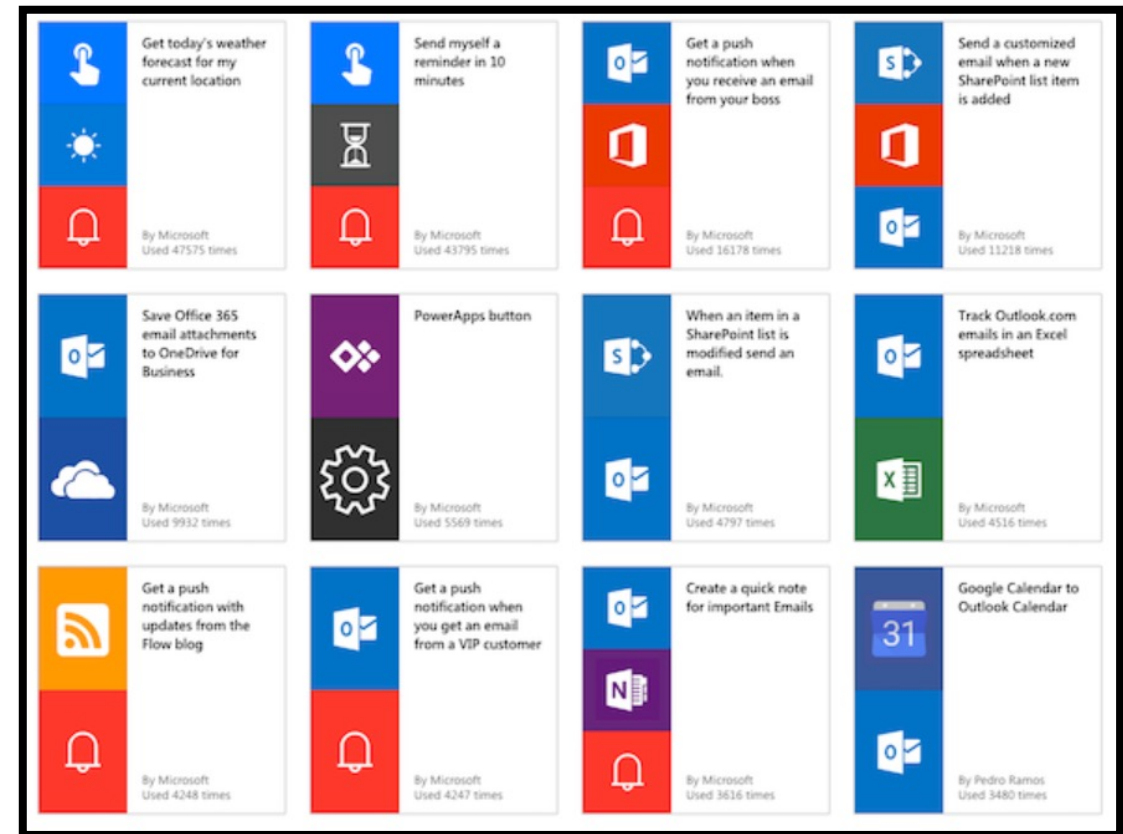 Get today's weather
forecast for my
current location
By Microsoft
Used 47575 times
Send myself a
reminder in 10
minutes
By Microsoft
Used 43795 times
Get a push
notification when
you receive an email
from your boss
By Microsoft
Used 16178 times
Send a customized
email when a new
SharePoint list item
is added
By Microsoft
Used 11218 times
Save Office 365
email attachments
to OneDrive for
Business
By Microsoft
Used 9932 times
PowerApps button
By Microsoft
Used 5569 times
When an item in a
SharePoint list is
modified send an
email.
By Microsoft
Used 4797 times
Track Outlook.com
emails in an Excel
spreadsheet
By Microsoft
Used 4516 times
Get a push
notification with
updates from the
Flow blog
By Microsoft
Used 4248 times
Get a push
notification when
you get an email
from a VIP customer
By Microsoft
Used 4247 times
Create a quick note
for important Emails
By Microsoft
Used 3616 times
31
Google Calendar to
Outlook Calendar
By Pedro Ramos
Used 3480 times